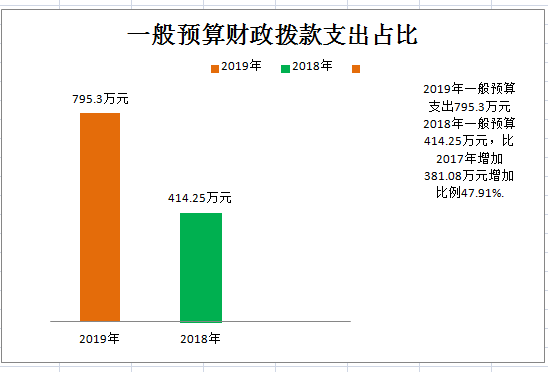 一般预算财政拨款支出占比
2019年 2018年
795.3万元
414.25万元
2019年 2018年
2019年一般预算
支出795.3万元
2018年一般预算
414.25万元，比
2017年增加
381.08万元增加
比例47.91%.